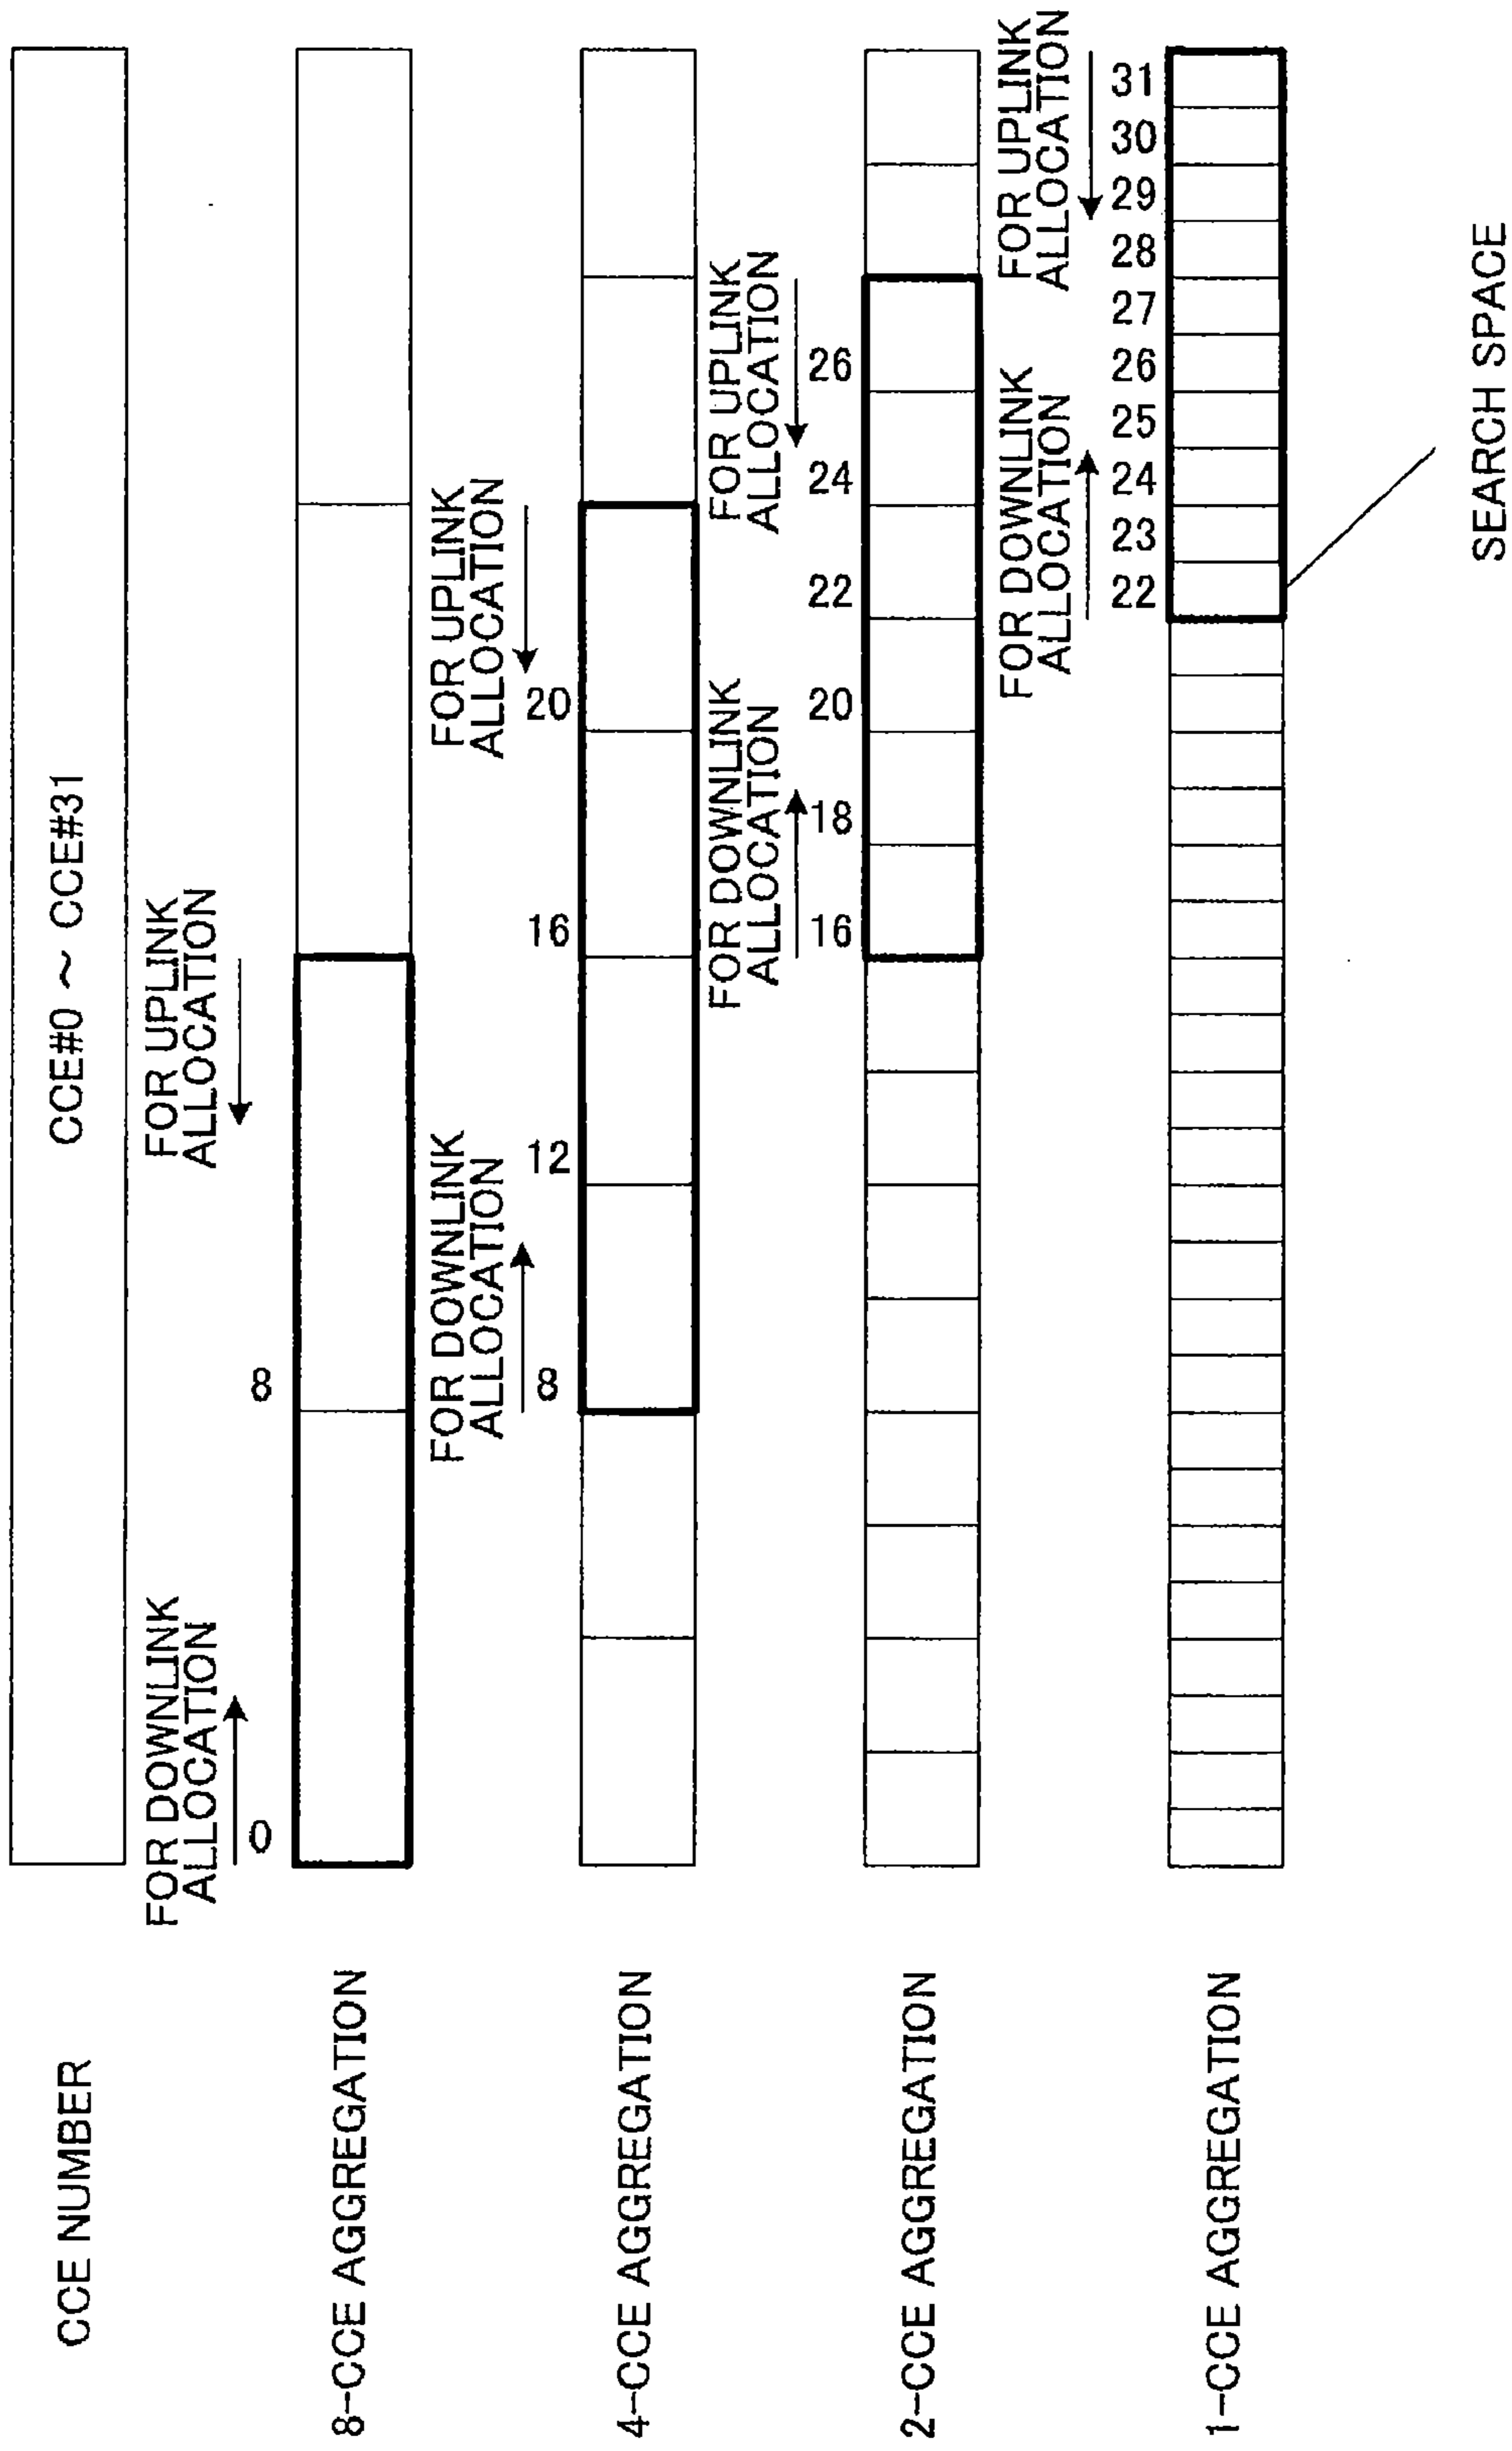 CCE NUMBER
CCE#0 ~ CCE#31
FOR DOWNLINK
ALLOCATION
FOR UPLINK
ALLOCATION
0
8
8-CCE AGGREGATION
FOR DOWNLINK
ALLOCATION
FOR UPLINK
ALLOCATION
8
12
16
20
4-CCE AGGREGATION
FOR DOWNLINK
ALLOCATION
FOR UPLINK
ALLOCATION
16
18
20
22
24
26
2-CCE AGGREGATION
FOR DOWNLINK
ALLOCATION
FOR UPLINK
ALLOCATION
22
23
24
25
26
27
28
29
30
31
1-CCE AGGREGATION
SEARCH SPACE